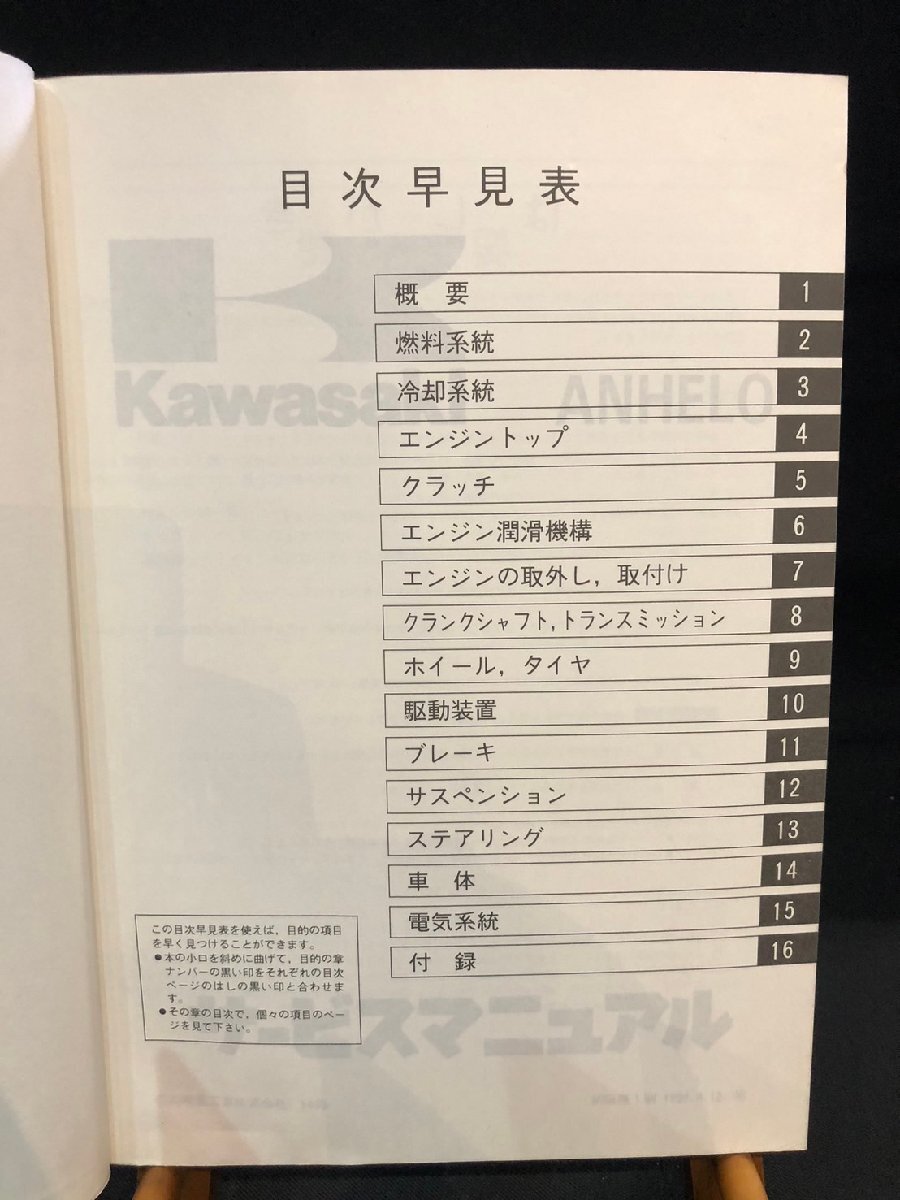 目次早見表
概要 1
燃料系統 2
冷却系統 3
エンジントップ 4
クラッチ 5
エンジン潤滑機構 6
エンジンの取外し, 取付け 7
クランクシャフト,トランスミッション 8
ホイール, タイヤ 9
駆動装置 10
ブレーキ 11
サスペンション 12
ステアリング 13
車体 14
電気系統 15
付録 16
この目次早見表を使えば, 目的の項目
を早く見つけることができます。
●本の小口を斜めに曲げて, 目的の章
ナンバーの黒い印をそれぞれの目次
ページのはしの黒い印と合わせま
す。
●その章の目次で, 個々の項目のペー
ジを見て下さい。
Kawasaki
ANHELO
サービスマニュアル